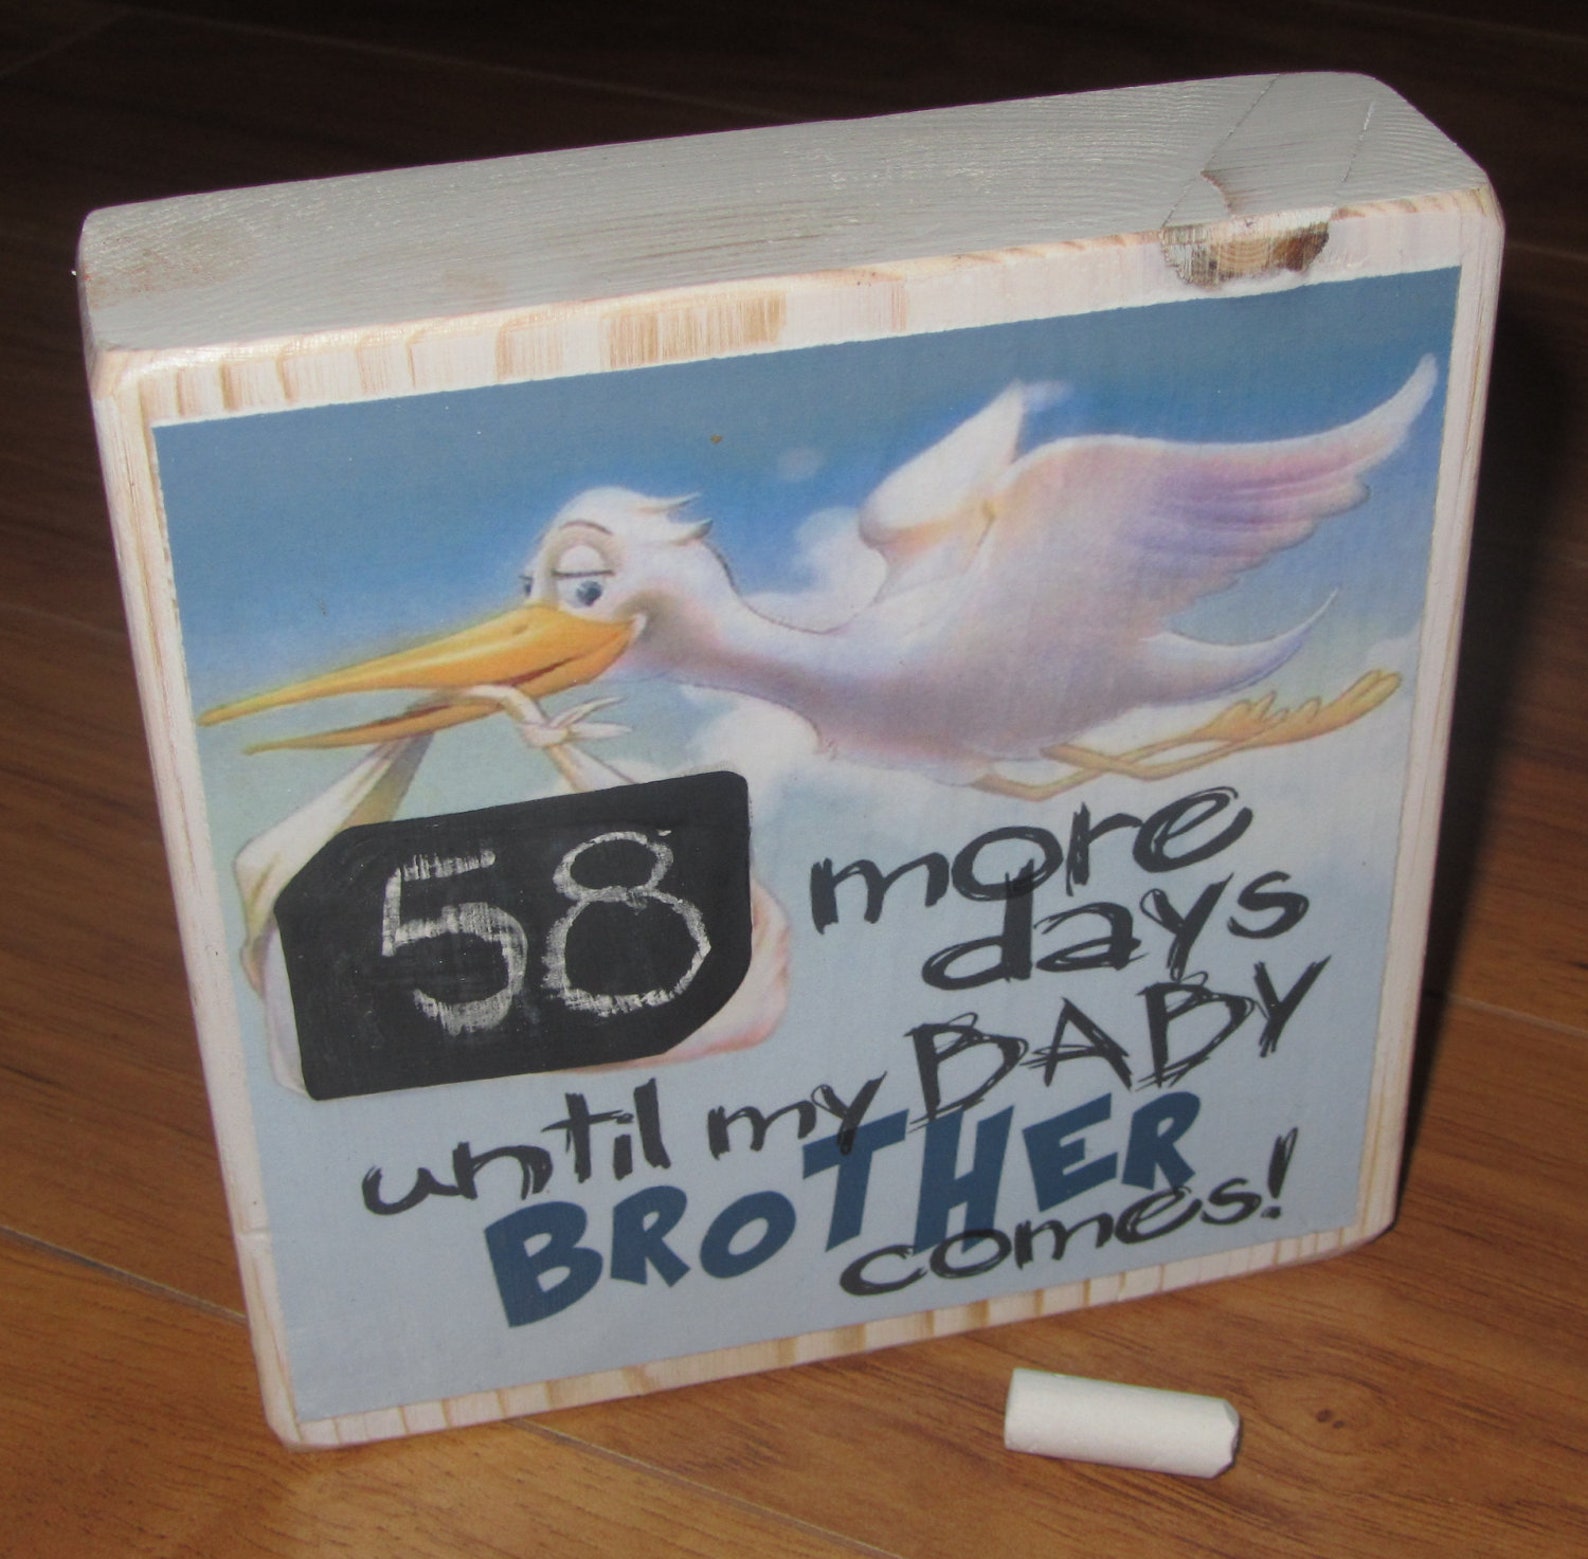 58 more
days
until my BABY
BROTHER
comes!